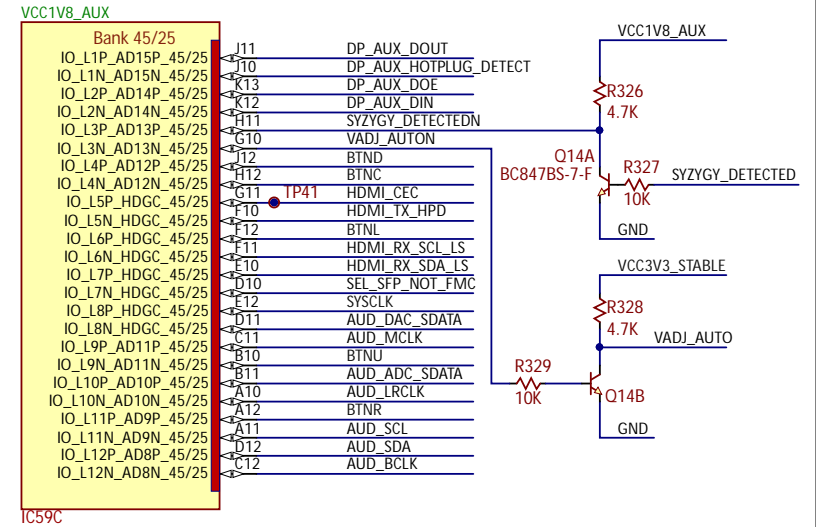 VCC1V8_AUX
Bank 45/25
IO_L1P_AD15P_45/25 J11 DP_AUX_DOUT
IO_L1N_AD15N_45/25 J10 DP_AUX_HOTPLUG_DETECT
IO_L2P_AD14P_45/25 K13 DP_AUX_DOE
IO_L2N_AD14N_45/25 K12 DP_AUX_DIN
IO_L3P_AD13P_45/25 H11 SYZYGY_DETECTEDN
IO_L3N_AD13N_45/25 G10 VADJ_AUTON
IO_L4P_AD12P_45/25 J12 BTND
IO_L4N_AD12N_45/25 H12 BTNC
IO_L5P_HDGC_45/25 G11 TP41 HDMI_CEC
IO_L5N_HDGC_45/25 F10 HDMI_TX_HPD
IO_L6P_HDGC_45/25 F12 BTNL
IO_L6N_HDGC_45/25 F11 HDMI_RX_SCL_LS
IO_L7P_HDGC_45/25 E10 HDMI_RX_SDA_LS
IO_L7N_HDGC_45/25 D10 SEL_SFP_NOT_FMC
IO_L8P_HDGC_45/25 E12 SYSCLK
IO_L8N_HDGC_45/25 D11 AUD_DAC_SDATA
IO_L9P_AD11P_45/25 C11 AUD_MCLK
IO_L9N_AD11N_45/25 B10 BTNU
IO_L10P_AD10P_45/25 B11 AUD_ADC_SDATA
IO_L10N_AD10N_45/25 A10 AUD_LRCLK
IO_L11P_AD9P_45/25 A12 BTNR
IO_L11N_AD9N_45/25 A11 AUD_SCL
IO_L12P_AD8P_45/25 D12 AUD_SDA
IO_L12N_AD8N_45/25 C12 AUD_BCLK
IC59C
VCC1V8_AUX
R326
4.7K
Q14A
BC847BS-7-F
R327
10K
SYZYGY_DETECTED
GND
VCC3V3_STABLE
R328
4.7K
VADJ_AUTO
R329
10K
Q14B
GND